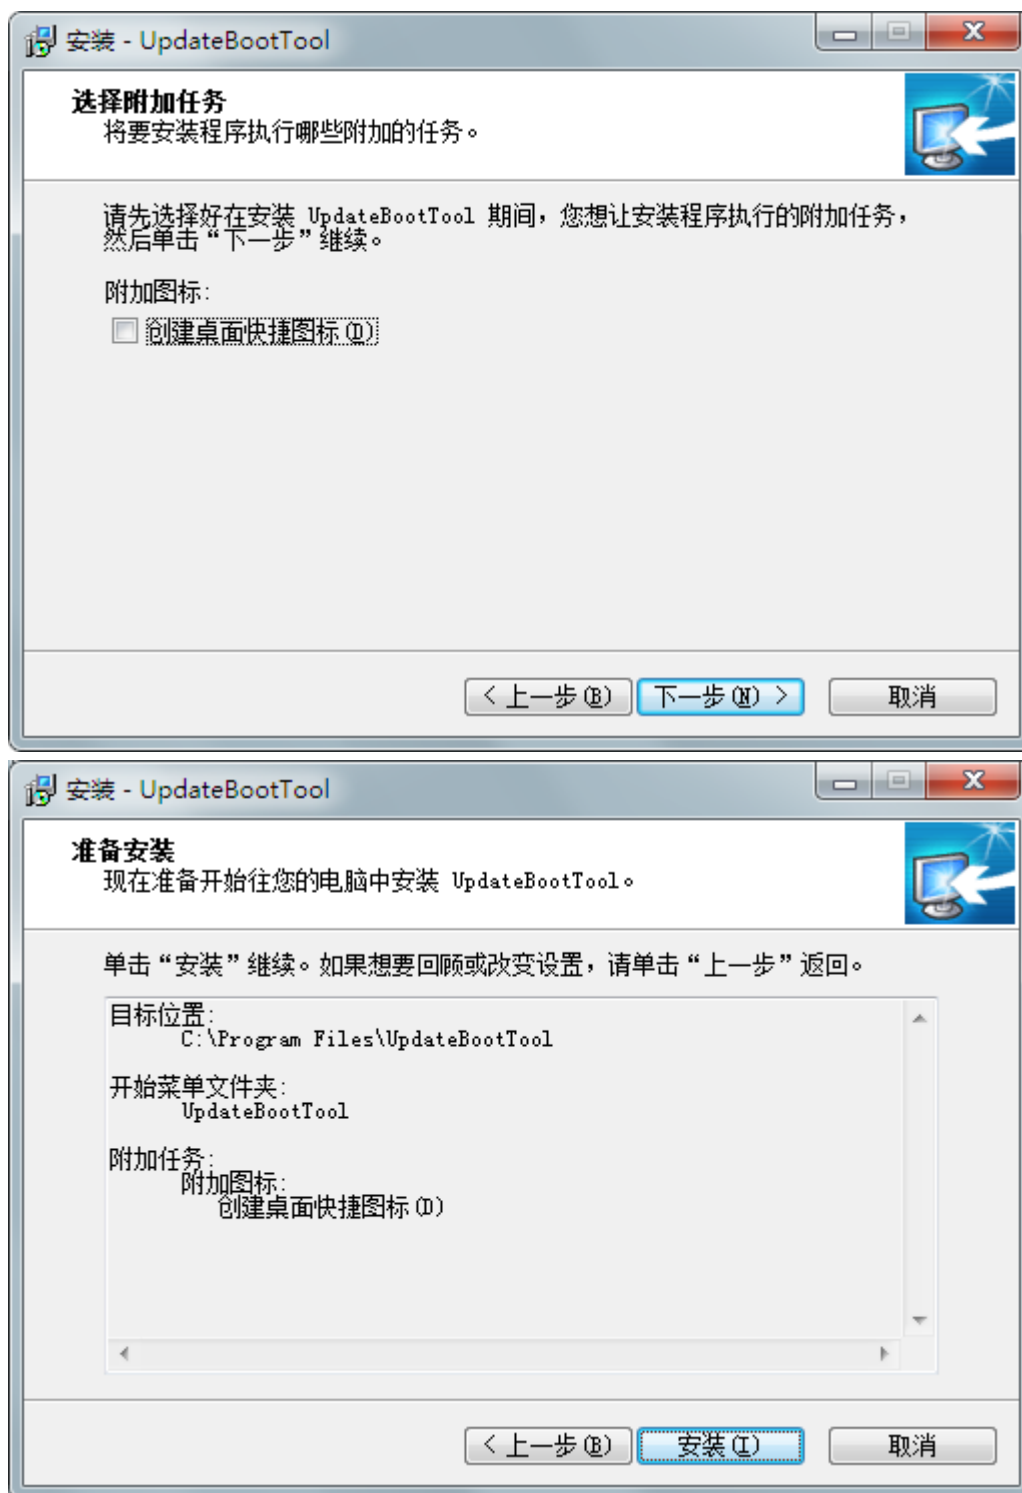 安装 - UpdateBootTool
选择附加任务
将要安装程序执行哪些附加的任务。
请先选择好在安装 UpdateBootTool 期间，您想让安装程序执行的附加任务，
然后单击“下一步”继续。
附加图标:
创建桌面快捷图标(D)
< 上一步(B)
下一步(N) >
取消
安装 - UpdateBootTool
准备安装
现在准备开始往您的电脑中安装 UpdateBootTool。
单击“安装”继续。如果想要回顾或改变设置，请单击“上一步”返回。
目标位置:
C:\Program Files\UpdateBootTool
开始菜单文件夹:
UpdateBootTool
附加任务:
附加图标:
创建桌面快捷图标(D)
< 上一步(B)
安装(I)
取消